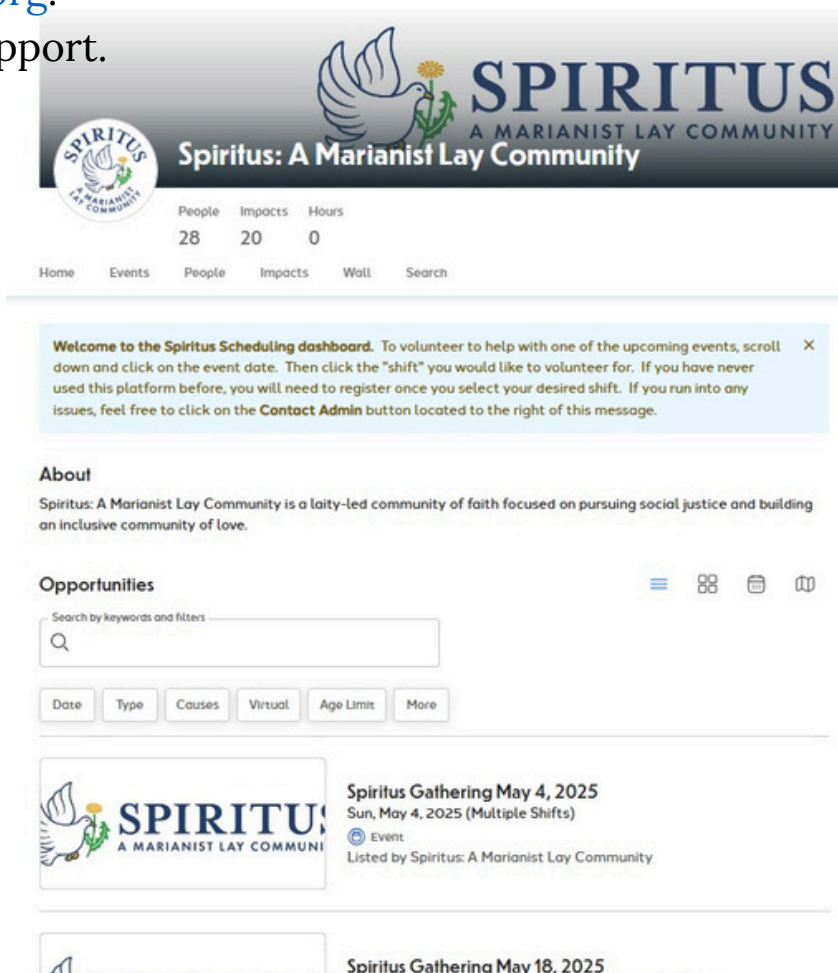 org.
pport.
SPIRITUS
A MARIANIST LAY COMMUNITY
SPIRITUS
A MARIANIST
LAY COMMUNITY
Spiritus: A Marianist Lay Community
People Impacts Hours
28 20 0
Home Events People Impacts Wall Search
Welcome to the Spiritus Scheduling dashboard. To volunteer to help with one of the upcoming events, scroll
down and click on the event date. Then click the "shift" you would like to volunteer for. If you have never
used this platform before, you will need to register once you select your desired shift. If you run into any
issues, feel free to click on the Contact Admin button located to the right of this message.
About
Spiritus: A Marianist Lay Community is a laity-led community of faith focused on pursuing social justice and building
an inclusive community of love.
Opportunities
Search by keywords and filters
Date Type Causes Virtual Age Limit More
SPIRITUS
A MARIANIST LAY COMMUNI
Spiritus Gathering May 4, 2025
Sun, May 4, 2025 (Multiple Shifts)
Event
Listed by Spiritus: A Marianist Lay Community
Spiritus Gathering May 18, 2025